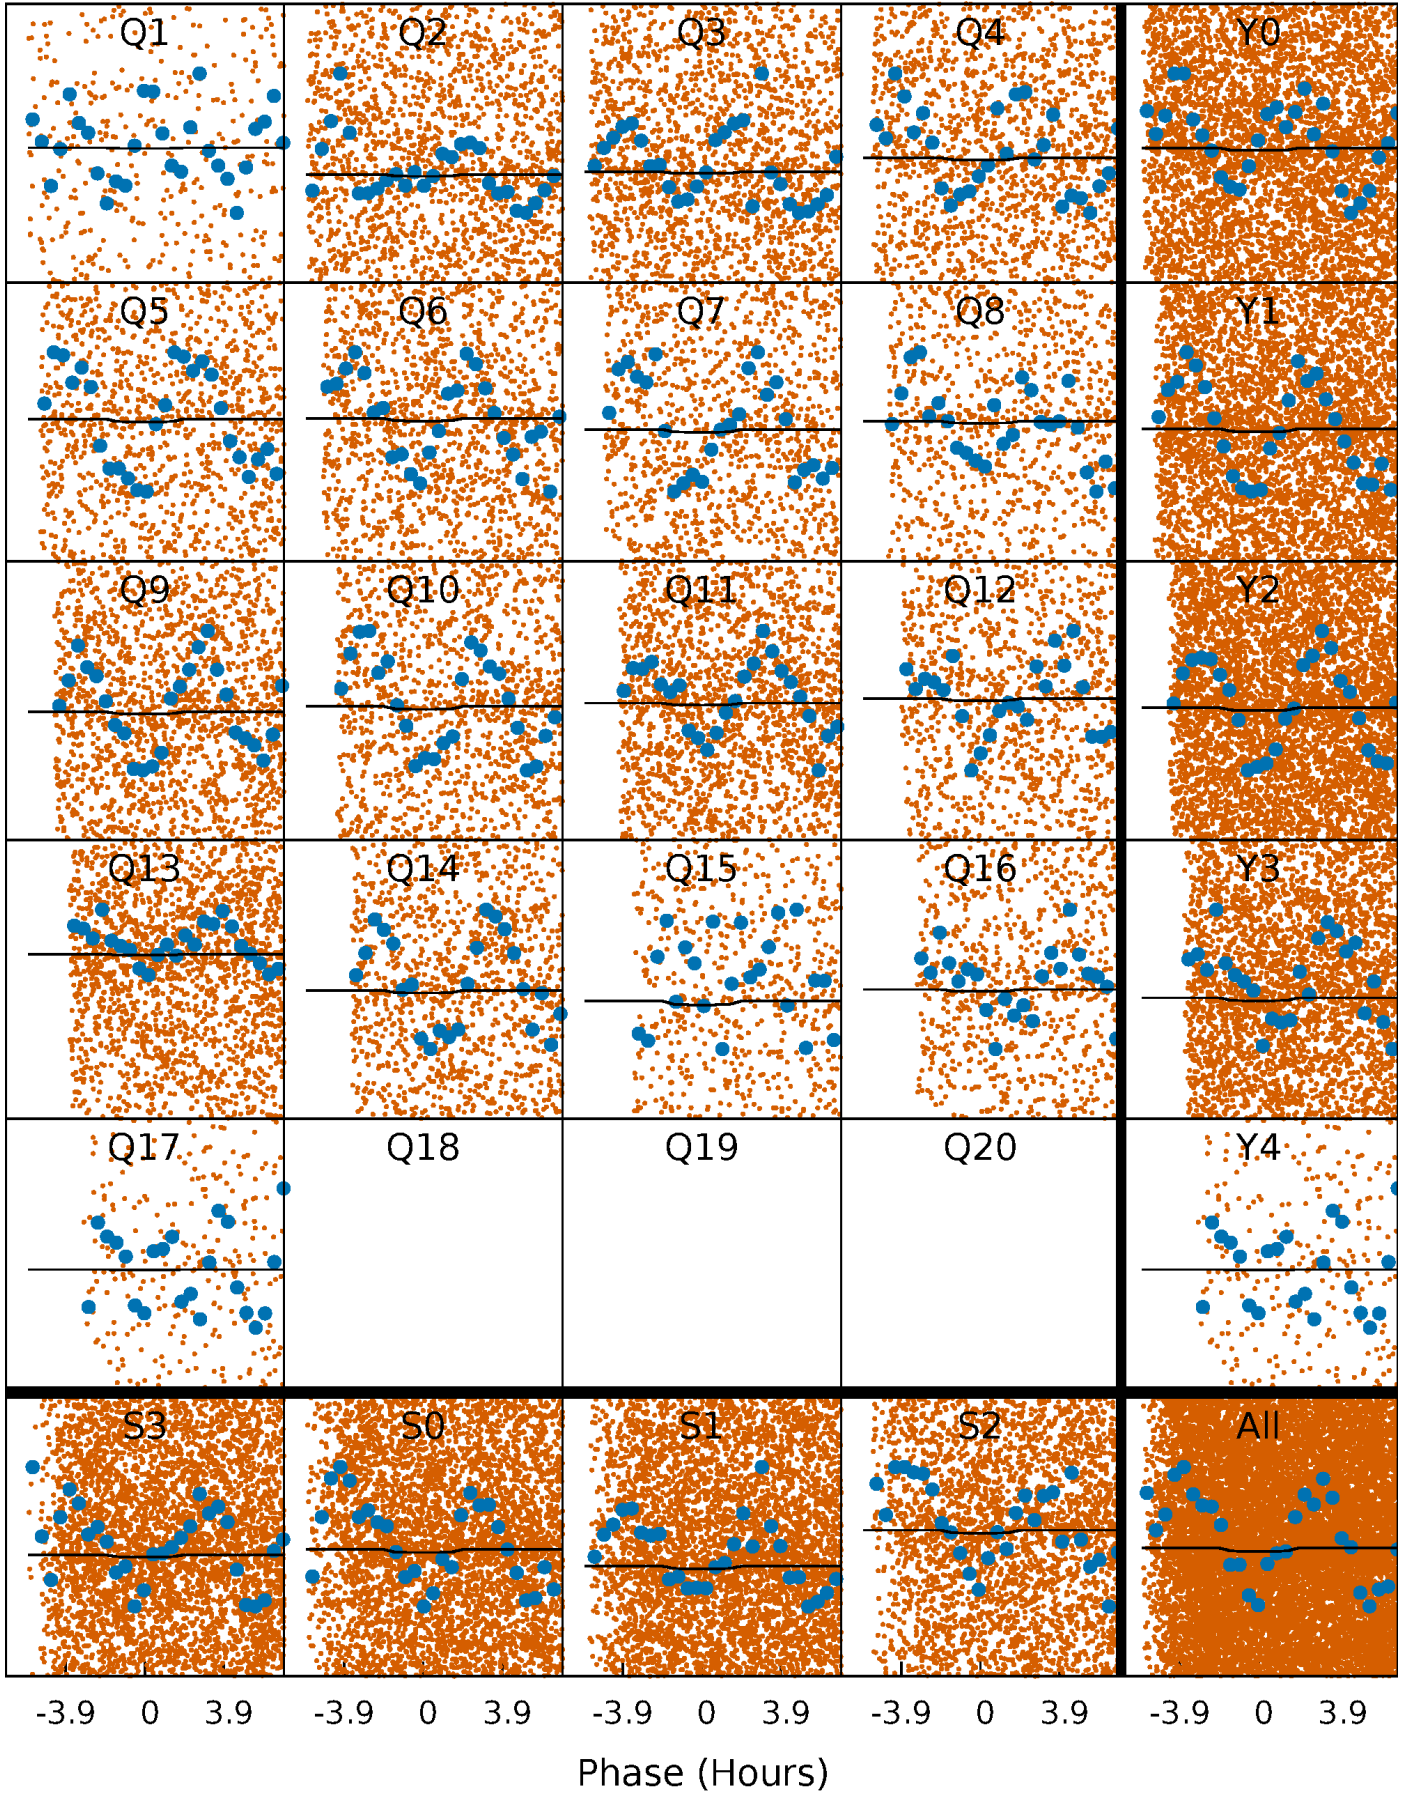 Q1 Q2 Q3 Q4 Y0
Q5 Q6 Q7 Q8 Y1
Q9 Q10 Q11 Q12 Y2
Q13 Q14 Q15 Q16 Y3
Q17 Q18 Q19 Q20 Y4
S3 S0 S1 S2 All
-3.9 0 3.9 -3.9 0 3.9 -3.9 0 3.9 -3.9 0 3.9 -3.9 0 3.9
Phase (Hours)